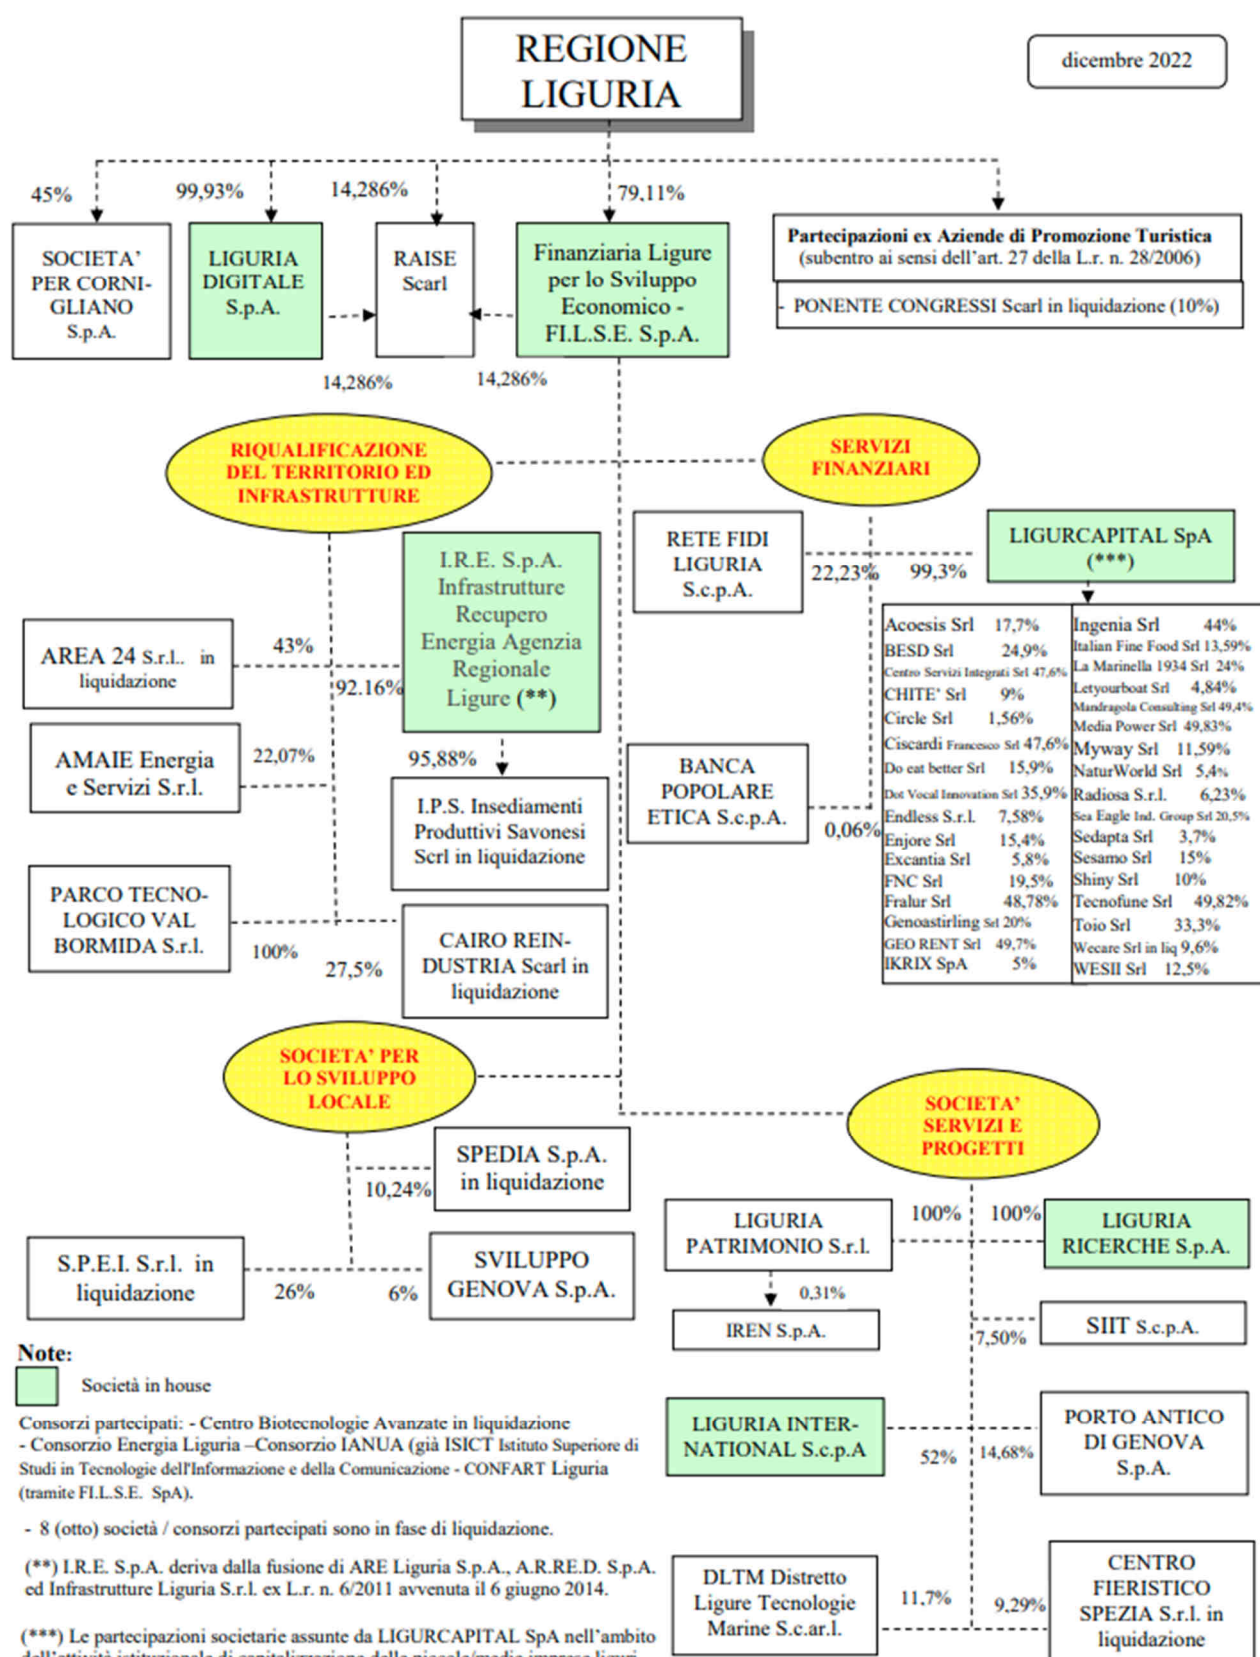 REGIONE
LIGURIA
dicembre 2022
45%
99,93%
14,286%
79,11%
SOCIETA'
PER CORNI-
GLIANO
S.p.A.
LIGURIA
DIGITALE
S.p.A.
RAISE
Scarl
Finanziaria Ligure
per lo Sviluppo
Economico -
FI.L.S.E. S.p.A.
Partecipazioni ex Aziende di Promozione Turistica
(subentro ai sensi dell'art. 27 della L.r. n. 28/2006)
- PONENTE CONGRESSI Scarl in liquidazione (10%)
14,286%
14,286%
RIQUALIFICAZIONE
DEL TERRITORIO ED
INFRASTRUTTURE
SERVIZI
FINANZIARI
I.R.E. S.p.A.
Infrastrutture
Recupero
Energia Agenzia
Regionale
Ligure (**)
AREA 24 S.r.l.. in
liquidazione
43%
92.16%
AMAIE Energia
e Servizi S.r.l.
22,07%
95,88%
I.P.S. Insediamenti
Produttivi Savonesi
Scrl in liquidazione
PARCO TECNO-
LOGICO VAL
BORMIDA S.r.l.
100%
27,5%
CAIRO REIN-
DUSTRIA Scarl in
liquidazione
RETE FIDI
LIGURIA
S.c.p.A.
22,23%
99,3%
LIGURCAPITAL SpA
(***)
BANCA
POPOLARE
ETICA S.c.p.A.
0,06%
Acoesis Srl 17,7%
BESD Srl 24,9%
Centro Servizi Integrati Srl 47,6%
CHITE' Srl 9%
Circle Srl 1,56%
Ciscardi Francesco Srl 47,6%
Do eat better Srl 15,9%
Dot Vocal Innovation Srl 35,9%
Endless S.r.l. 7,58%
Enjore Srl 15,4%
Excantia Srl 5,8%
FNC Srl 19,5%
Fralur Srl 48,78%
Genoastirling Srl 20%
GEO RENT Srl 49,7%
IKRIX SpA 5%
Ingenia Srl 44%
Italian Fine Food Srl 13,59%
La Marinella 1934 Srl 24%
Letyourboat Srl 4,84%
Mandragola Consulting Srl 49,4%
Media Power Srl 49,83%
Myway Srl 11,59%
NaturWorld Srl 5,4%
Radiosa S.r.l. 6,23%
Sea Eagle Ind. Group Srl 20,5%
Sedapta Srl 3,7%
Sesamo Srl 15%
Shiny Srl 10%
Tecnofune Srl 49,82%
Toio Srl 33,3%
Wecare Srl in liq 9,6%
WESII Srl 12,5%
SOCIETA' PER
LO SVILUPPO
LOCALE
SPEDIA S.p.A.
in liquidazione
10,24%
S.P.E.I. S.r.l. in
liquidazione
26%
6%
SVILUPPO
GENOVA S.p.A.
SOCIETA'
SERVIZI E
PROGETTI
LIGURIA
PATRIMONIO S.r.l.
100%
100%
LIGURIA
RICERCHE S.p.A.
0,31%
IREN S.p.A.
7,50%
SIIT S.c.p.A.
LIGURIA INTER-
NATIONAL S.c.p.A
52%
14,68%
PORTO ANTICO
DI GENOVA
S.p.A.
DLTM Distretto
Ligure Tecnologie
Marine S.c.ar.l.
11,7%
9,29%
CENTRO
FIERISTICO
SPEZIA S.r.l. in
liquidazione
Note:
Società in house
Consorzi partecipati: - Centro Biotecnologie Avanzate in liquidazione
- Consorzio Energia Liguria –Consorzio IANUA (già ISICT Istituto Superiore di
Studi in Tecnologie dell'Informazione e della Comunicazione - CONFART Liguria
(tramite FI.L.S.E. SpA).
- 8 (otto) società / consorzi partecipati sono in fase di liquidazione.
(**) I.R.E. S.p.A. deriva dalla fusione di ARE Liguria S.p.A., A.R.RE.D. S.p.A.
ed Infrastrutture Liguria S.r.l. ex L.r. n. 6/2011 avvenuta il 6 giugno 2014.
(***) Le partecipazioni societarie assunte da LIGURCAPITAL SpA nell'ambito
dell'attività istituzionale di capitalizzazione delle piccole/medie imprese liguri